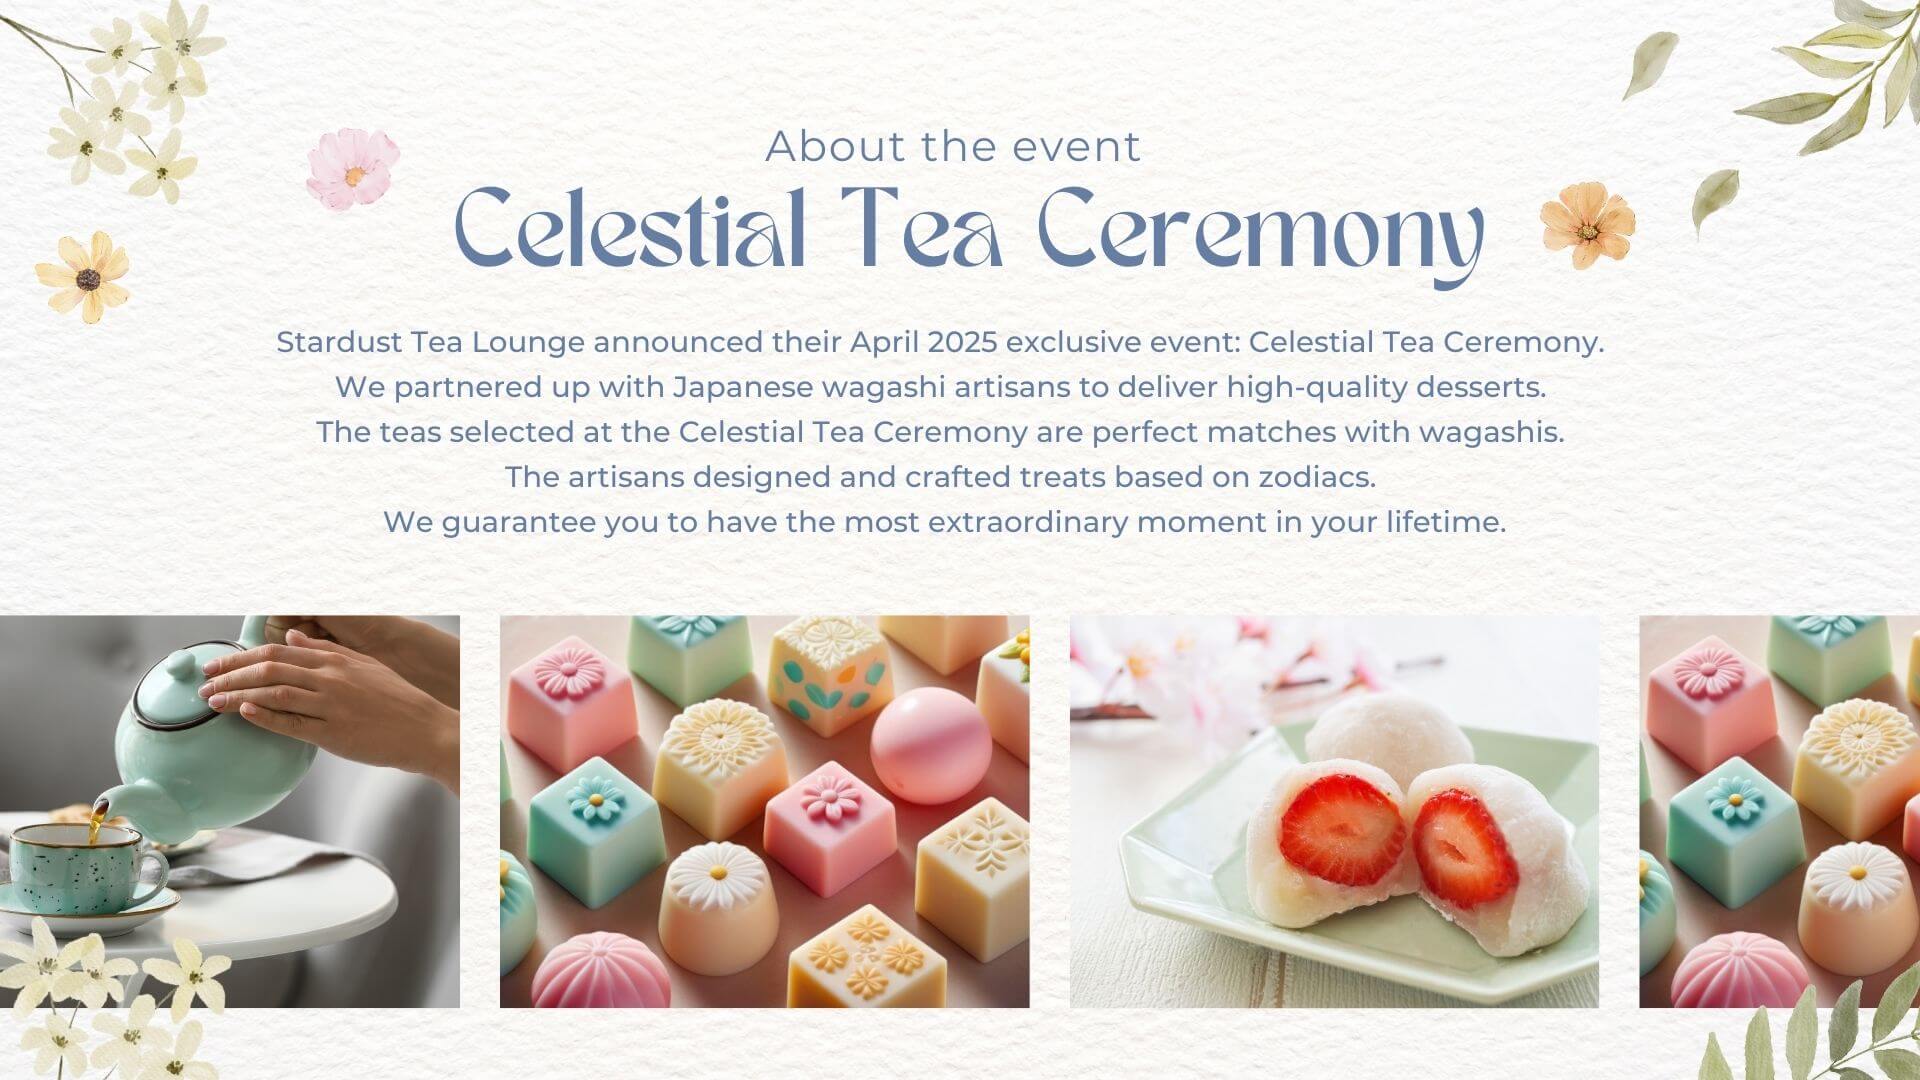 About the event
Celestial Tea Ceremony
Stardust Tea Lounge announced their April 2025 exclusive event: Celestial Tea Ceremony.
We partnered up with Japanese wagashi artisans to deliver high-quality desserts.
The teas selected at the Celestial Tea Ceremony are perfect matches with wagashis.
The artisans designed and crafted treats based on zodiacs.
We guarantee you to have the most extraordinary moment in your lifetime.